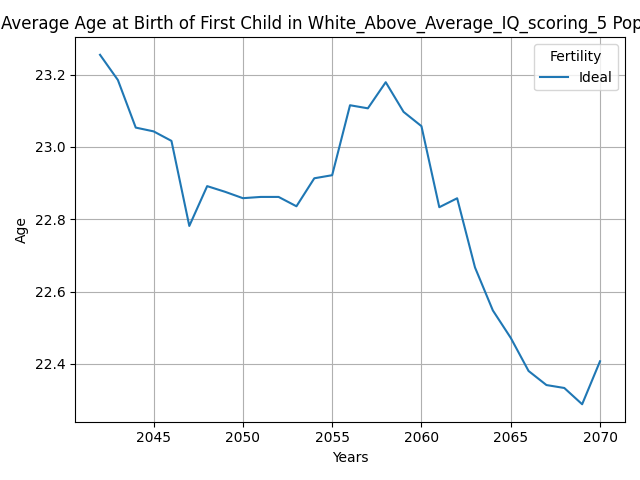 Average Age at Birth of First Child in White_Above_Average_IQ_scoring_5 Pop
Fertility
Ideal
23.2
23.0
22.8
22.6
22.4
Age
2045 2050 2055 2060 2065 2070
Years